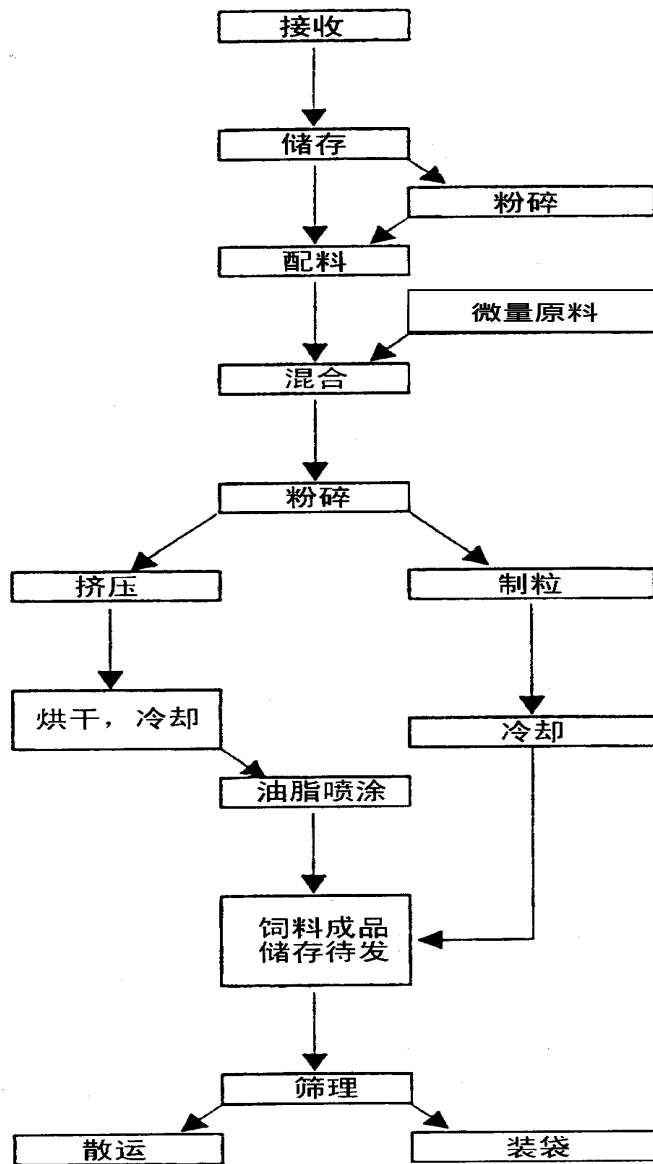 接收
储存
粉碎
配料
微量原料
混合
粉碎
挤压
制粒
烘干，冷却
冷却
油脂喷涂
饲料成品
储存待发
筛理
散运
装袋